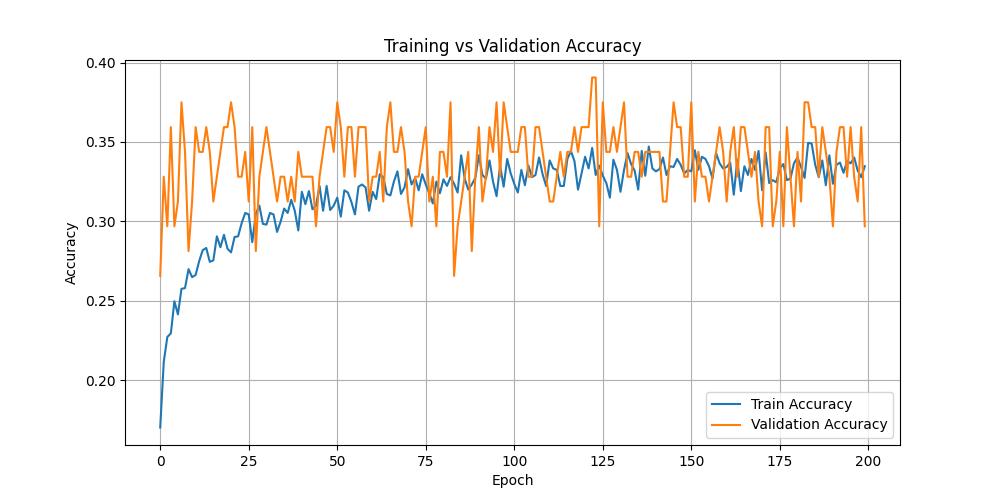 Training vs Validation Accuracy
0.40
0.35
0.30
0.25
0.20
Accuracy
0 25 50 75 100 125 150 175 200
Epoch
Train Accuracy
Validation Accuracy